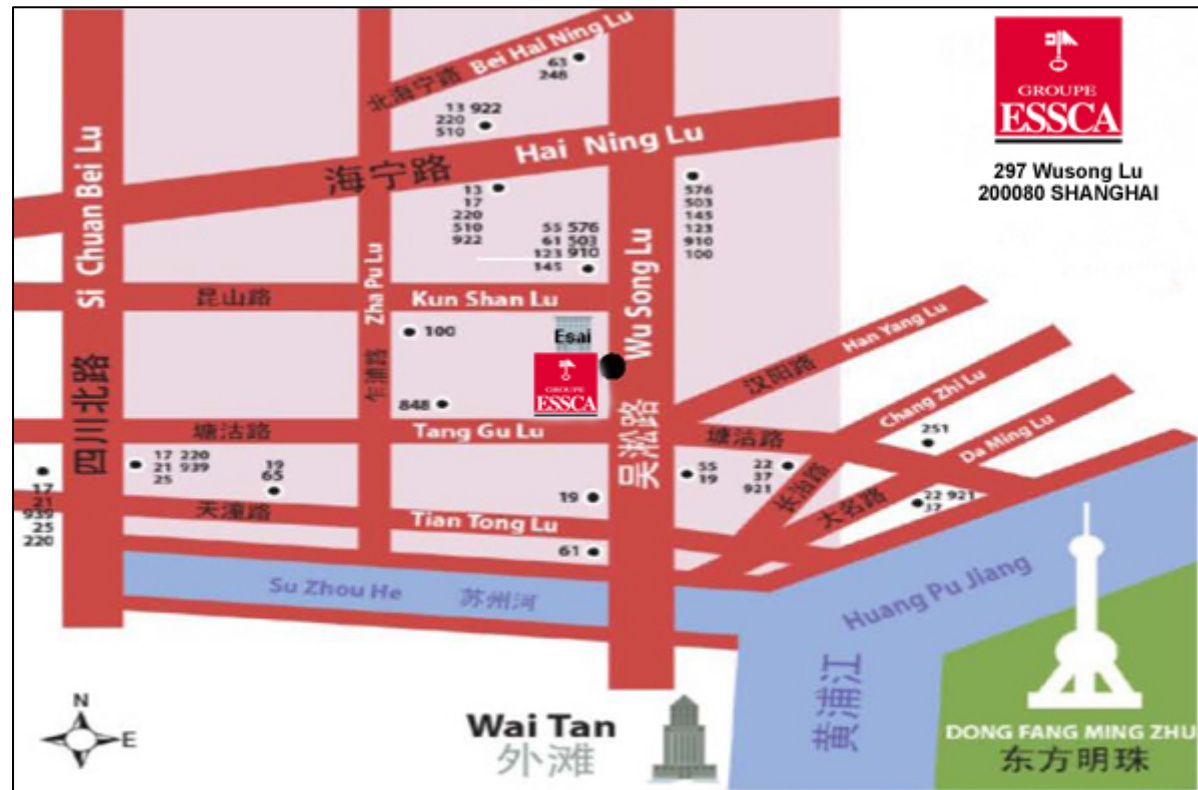 北海宁路 Bei Hai Ning Lu
63
248
13 922
220
510
海宁路 Hai Ning Lu
GROUPE
ESSCA
297 Wusong Lu
200080 SHANGHAI
Si Chuan Bei Lu
四川北路
Zha Pu Lu
乍浦路
Wu Song Lu
吴淞路
13
17
220
510
922
55 576
61 503
123 910
145
576
503
145
123
910
100
昆山路 Kun Shan Lu
100
Esai
GROUPE
ESSCA
848
汉阳路 Han Yang Lu
长治路 Chang Zhi Lu
大名路 Da Ming Lu
塘沽路 Tang Gu Lu 塘沽路
251
17
21
939
25
220
17 220
21 939
25
19
65
19
55
19
22
37
921
22 921
37
天潼路 Tian Tong Lu
61
Su Zhou He 苏州河
Huang Pu Jiang
黄浦江
N
E
Wai Tan
外滩
DONG FANG MING ZHU
东方明珠